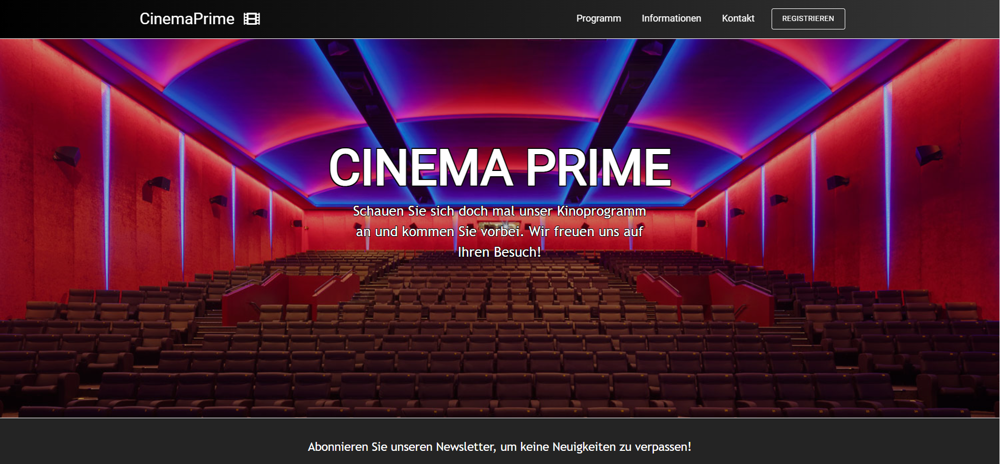 CinemaPrime
Programm
Informationen
Kontakt
REGISTRIEREN
CINEMA PRIME
Schauen Sie sich doch mal unser Kinoprogramm
an und kommen Sie vorbei. Wir freuen uns auf
Ihren Besuch!
Abonnieren Sie unseren Newsletter, um keine Neuigkeiten zu verpassen!